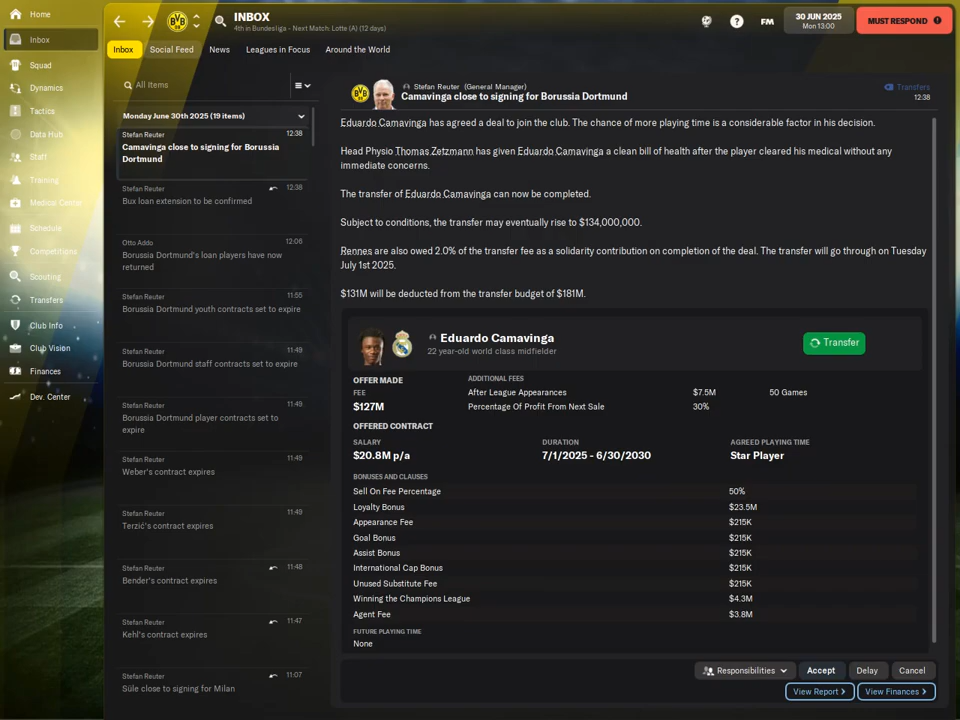 Home
Inbox
Squad
Dynamics
Tactics
Data Hub
Staff
Training
Medical Center
Schedule
Competitions
Scouting
Transfers
Club Info
Club Vision
Finances
Dev. Center
BVB
09
INBOX
4th in Bundesliga - Next Match: Lotte (A) (12 days)
?
FM
30 JUN 2025
Mon 13:00
MUST RESPOND
Inbox
Social Feed
News
Leagues in Focus
Around the World
All Items
Monday June 30th 2025 (19 items)
Stefan Reuter 12:38
Camavinga close to signing for Borussia
Dortmund
Stefan Reuter 12:38
Bux loan extension to be confirmed
Otto Addo 12:06
Borussia Dortmund's loan players have now
returned
Stefan Reuter 11:55
Borussia Dortmund youth contracts set to expire
Stefan Reuter 11:49
Borussia Dortmund staff contracts set to expire
Stefan Reuter 11:49
Borussia Dortmund player contracts set to
expire
Stefan Reuter 11:49
Weber's contract expires
Stefan Reuter 11:49
Terzić's contract expires
Stefan Reuter 11:48
Bender's contract expires
Stefan Reuter 11:47
Kehl's contract expires
Stefan Reuter 11:07
Süle close to signing for Milan
BVB
09
Stefan Reuter (General Manager)
Camavinga close to signing for Borussia Dortmund
Transfers
12:38
Eduardo Camavinga has agreed a deal to join the club. The chance of more playing time is a considerable factor in his decision.
Head Physio Thomas Zetzmann has given Eduardo Camavinga a clean bill of health after the player cleared his medical without any
immediate concerns.
The transfer of Eduardo Camavinga can now be completed.
Subject to conditions, the transfer may eventually rise to $134,000,000.
Rennes are also owed 2.0% of the transfer fee as a solidarity contribution on completion of the deal. The transfer will go through on Tuesday
July 1st 2025.
$131M will be deducted from the transfer budget of $181M.
Eduardo Camavinga
22 year-old world class midfielder
Transfer
OFFER MADE
FEE
$127M
ADDITIONAL FEES
After League Appearances $7.5M 50 Games
Percentage Of Profit From Next Sale 30%
OFFERED CONTRACT
SALARY DURATION AGREED PLAYING TIME
$20.8M p/a 7/1/2025 - 6/30/2030 Star Player
BONUSES AND CLAUSES
Sell On Fee Percentage 50%
Loyalty Bonus $23.5M
Appearance Fee $215K
Goal Bonus $215K
Assist Bonus $215K
International Cap Bonus $215K
Unused Substitute Fee $215K
Winning the Champions League $4.3M
Agent Fee $3.8M
FUTURE PLAYING TIME
None
Responsibilities
Accept
Delay
Cancel
View Report >
View Finances >